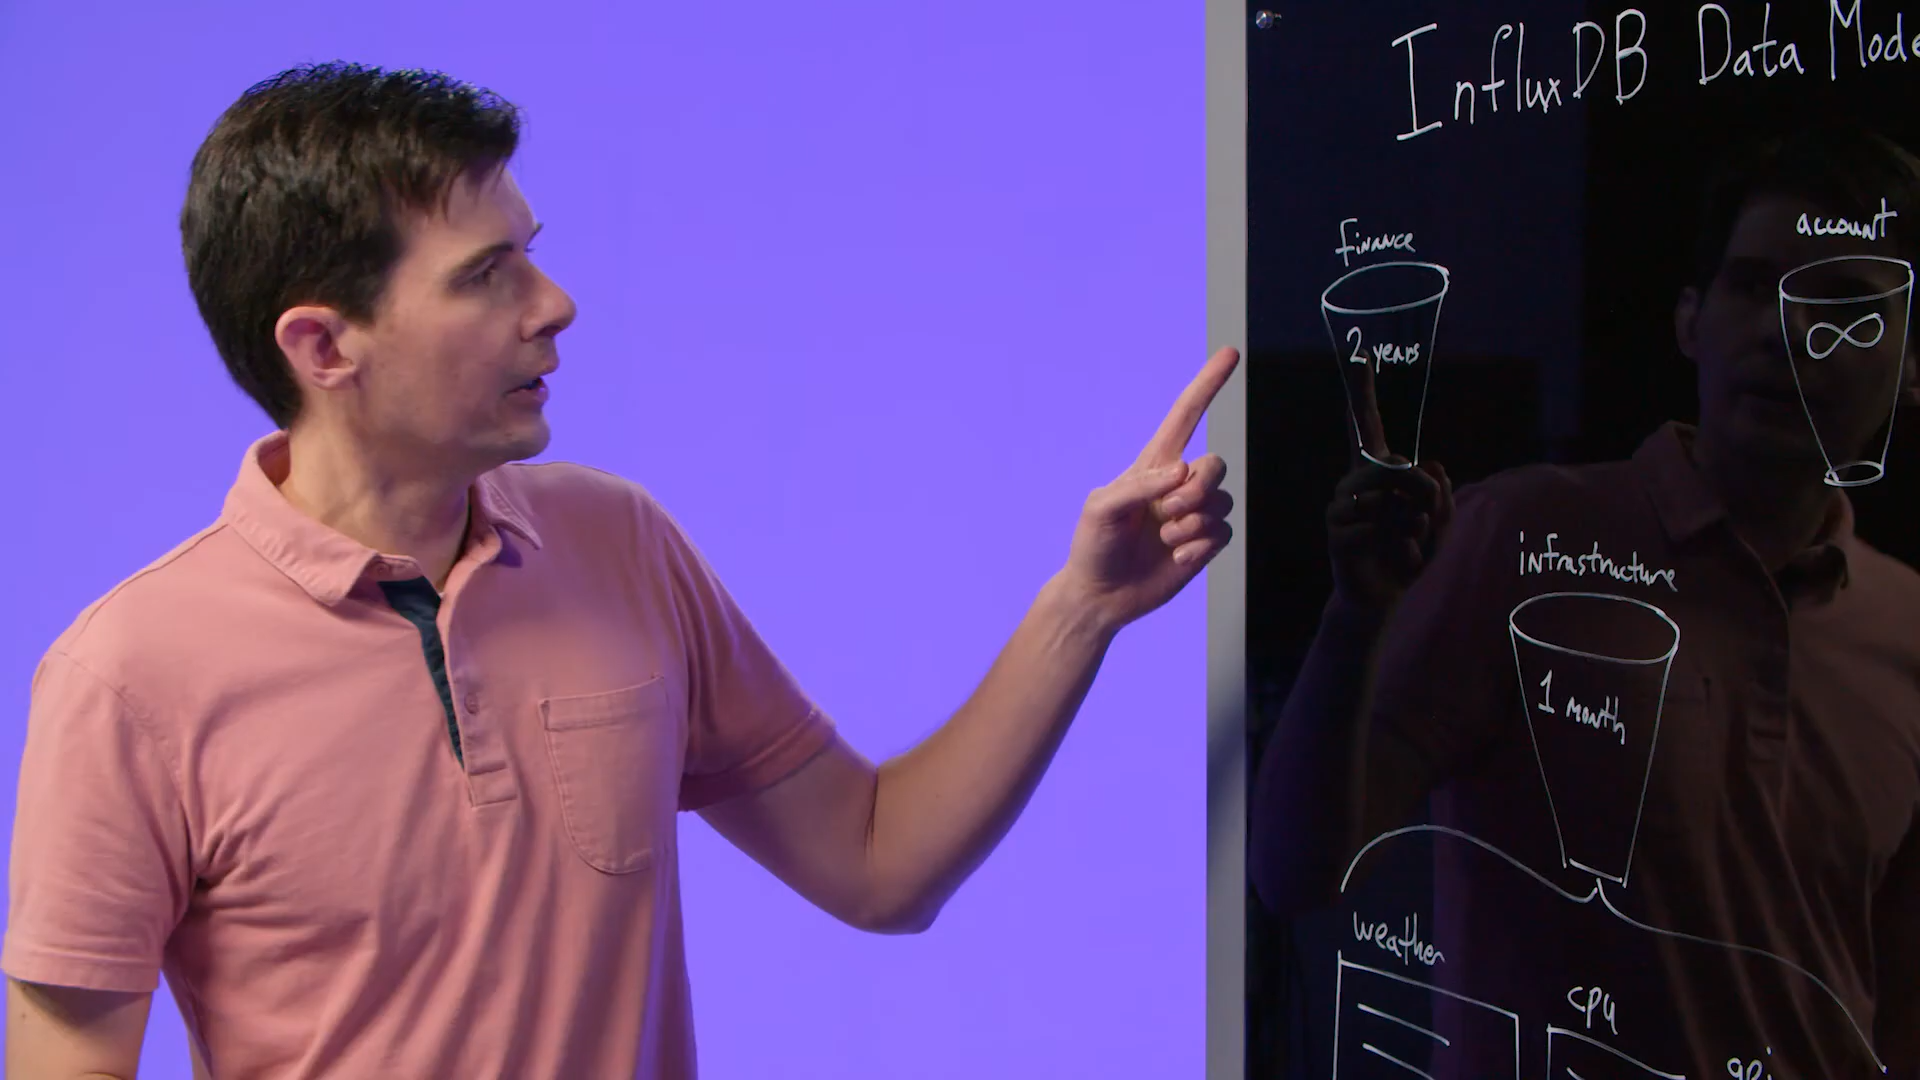 InfluxDB Data Mode
finance
account
2 years
∞
infrastructure
1 month
weather
cpu